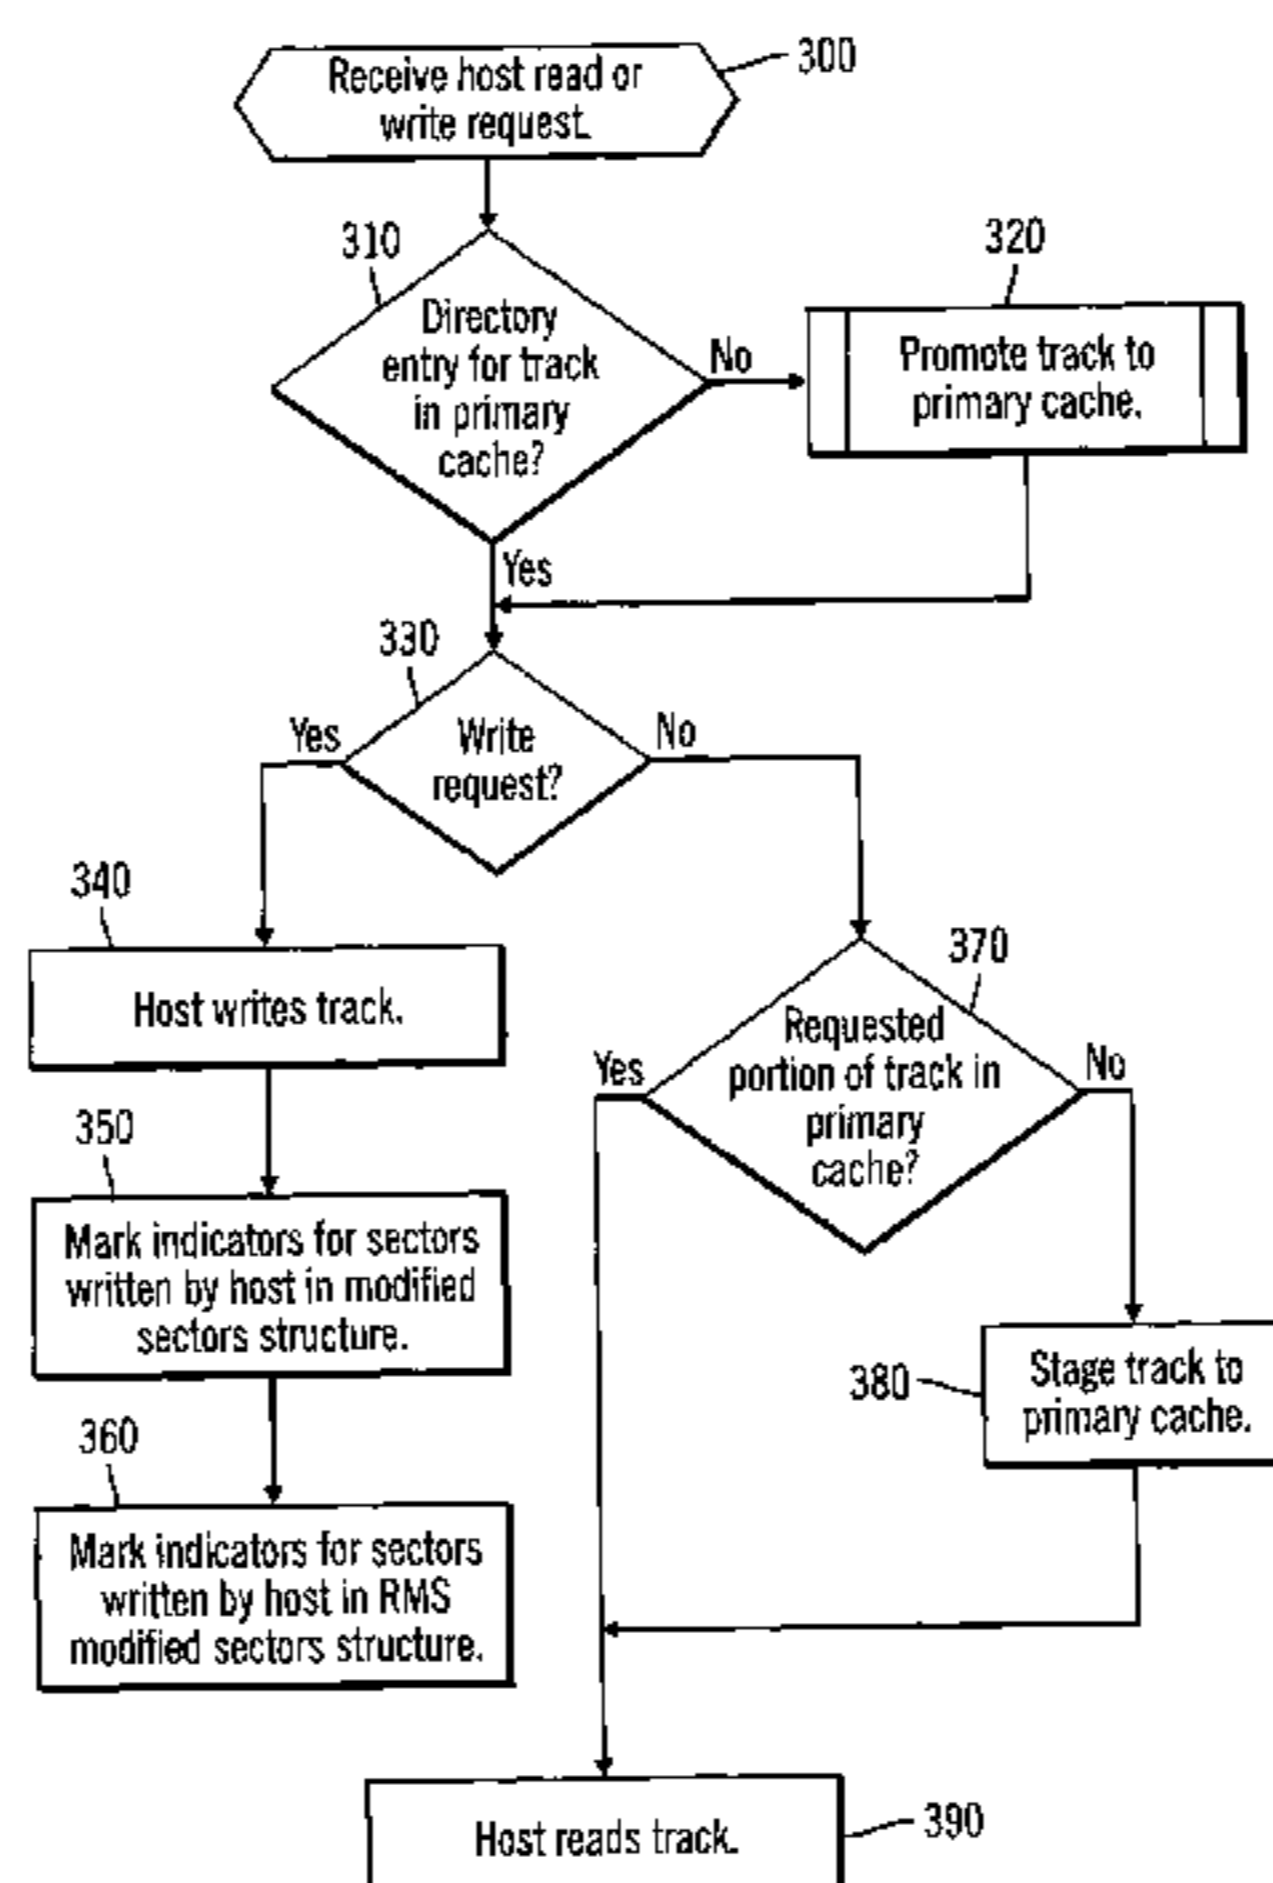 300
Receive host read or
write request.
310
320
Directory
entry for track
in primary
cache?
No
Promote track to
primary cache.
Yes
330
Yes
Write
request?
No
340
370
Host writes track.
Requested
portion of track in
primary
cache?
Yes
No
350
Mark indicators for sectors
written by host in modified
sectors structure.
380
Stage track to
primary cache.
360
Mark indicators for sectors
written by host in RMS
modified sectors structure.
Host reads track.
390